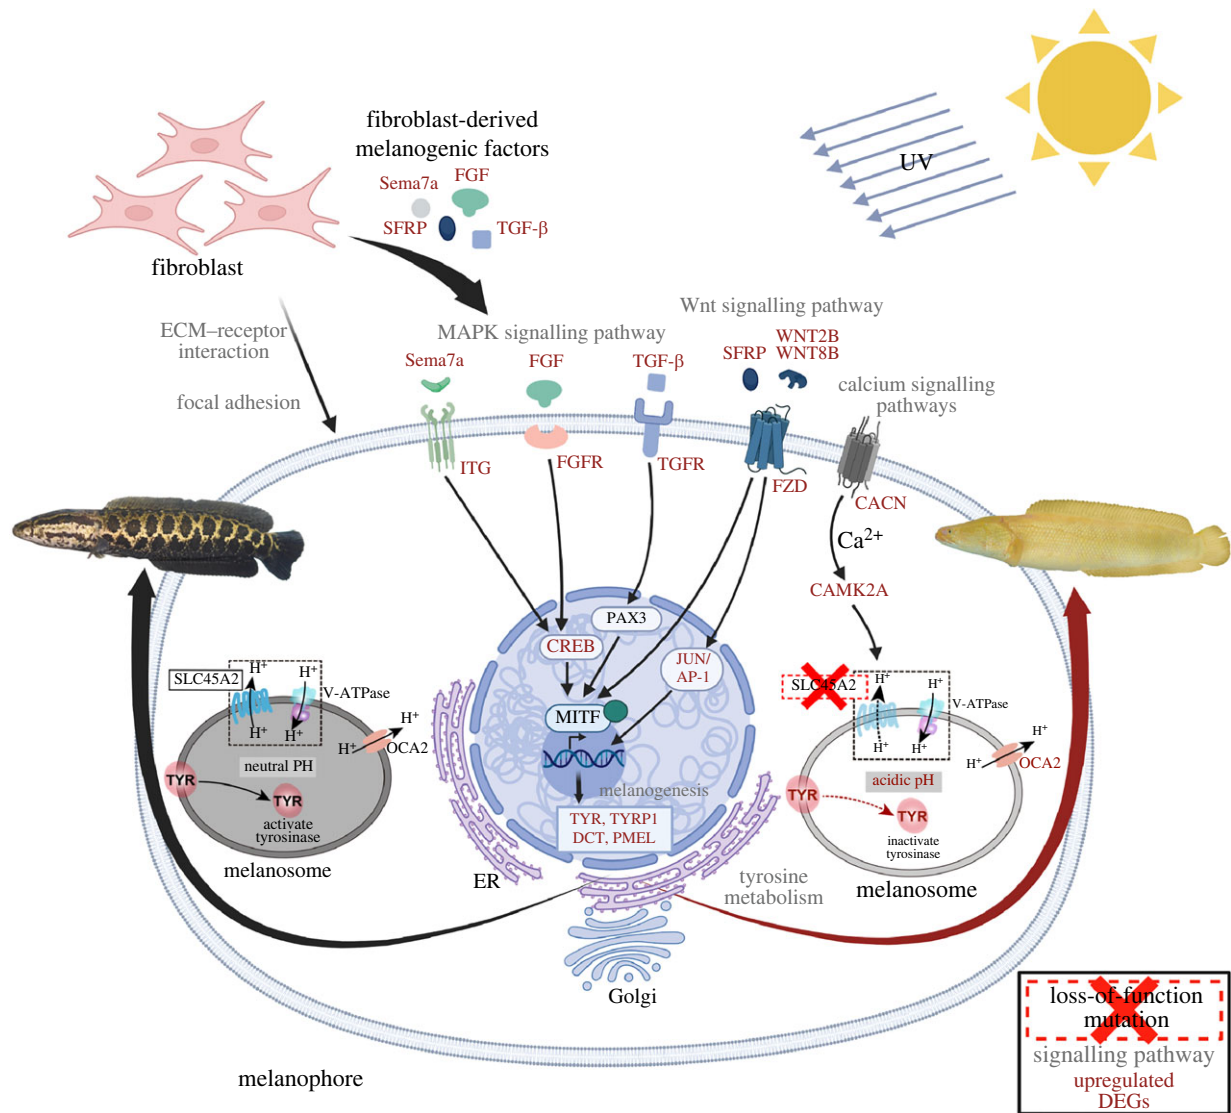 fibroblast-derived
melanogenic factors
Sema7a
FGF
SFRP
TGF-β
fibroblast
UV
ECM–receptor
interaction
focal adhesion
MAPK signalling pathway
Wnt signalling pathway
Sema7a
FGF
TGF-β
SFRP
WNT2B
WNT8B
calcium signalling
pathways
ITG
FGFR
TGFR
FZD
CACN
Ca2+
CAMK2A
PAX3
CREB
JUN/
AP-1
MITF
melanogenesis
TYR, TYRP1
DCT, PMEL
SLC45A2
H+
H+
V-ATPase
H+
H+
H+
H+
OCA2
neutral PH
TYR
TYR
activate
tyrosinase
melanosome
ER
Golgi
tyrosine
metabolism
SLC45A2
H+
H+
V-ATPase
H+
H+
H+
H+
OCA2
acidic pH
TYR
TYR
inactivate
tyrosinase
melanosome
melanophore
loss-of-function
mutation
signalling pathway
upregulated
DEGs